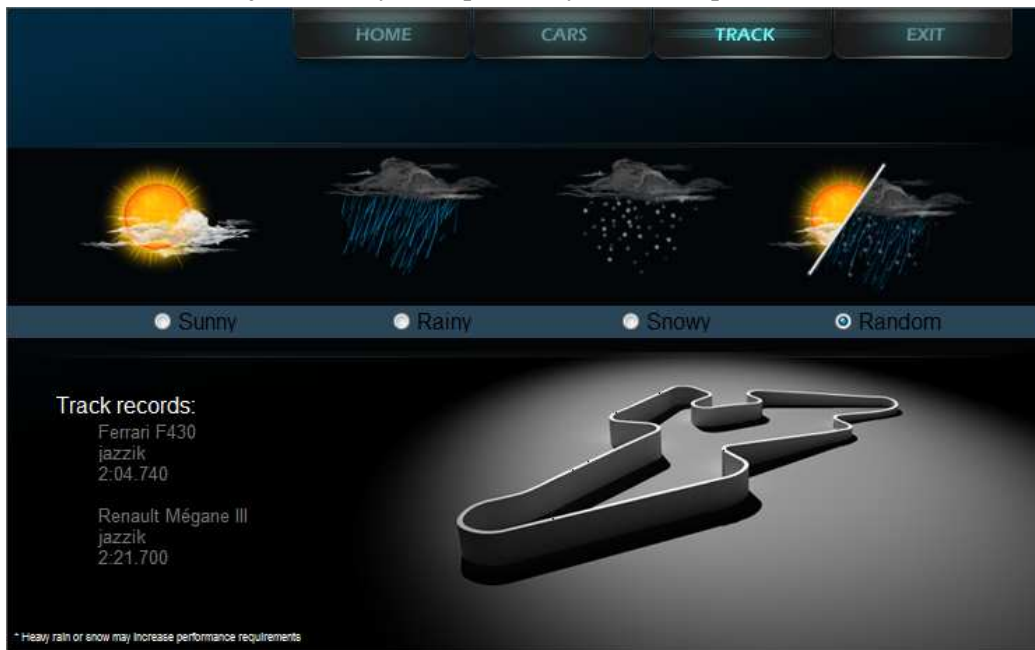 HOME CARS TRACK EXIT
Sunny Rainy Snowy Random
Track records:
Ferrari F430
jazzik
2:04.740
Renault Mégane III
jazzik
2:21.700
* Heavy rain or snow may increase performance requirements